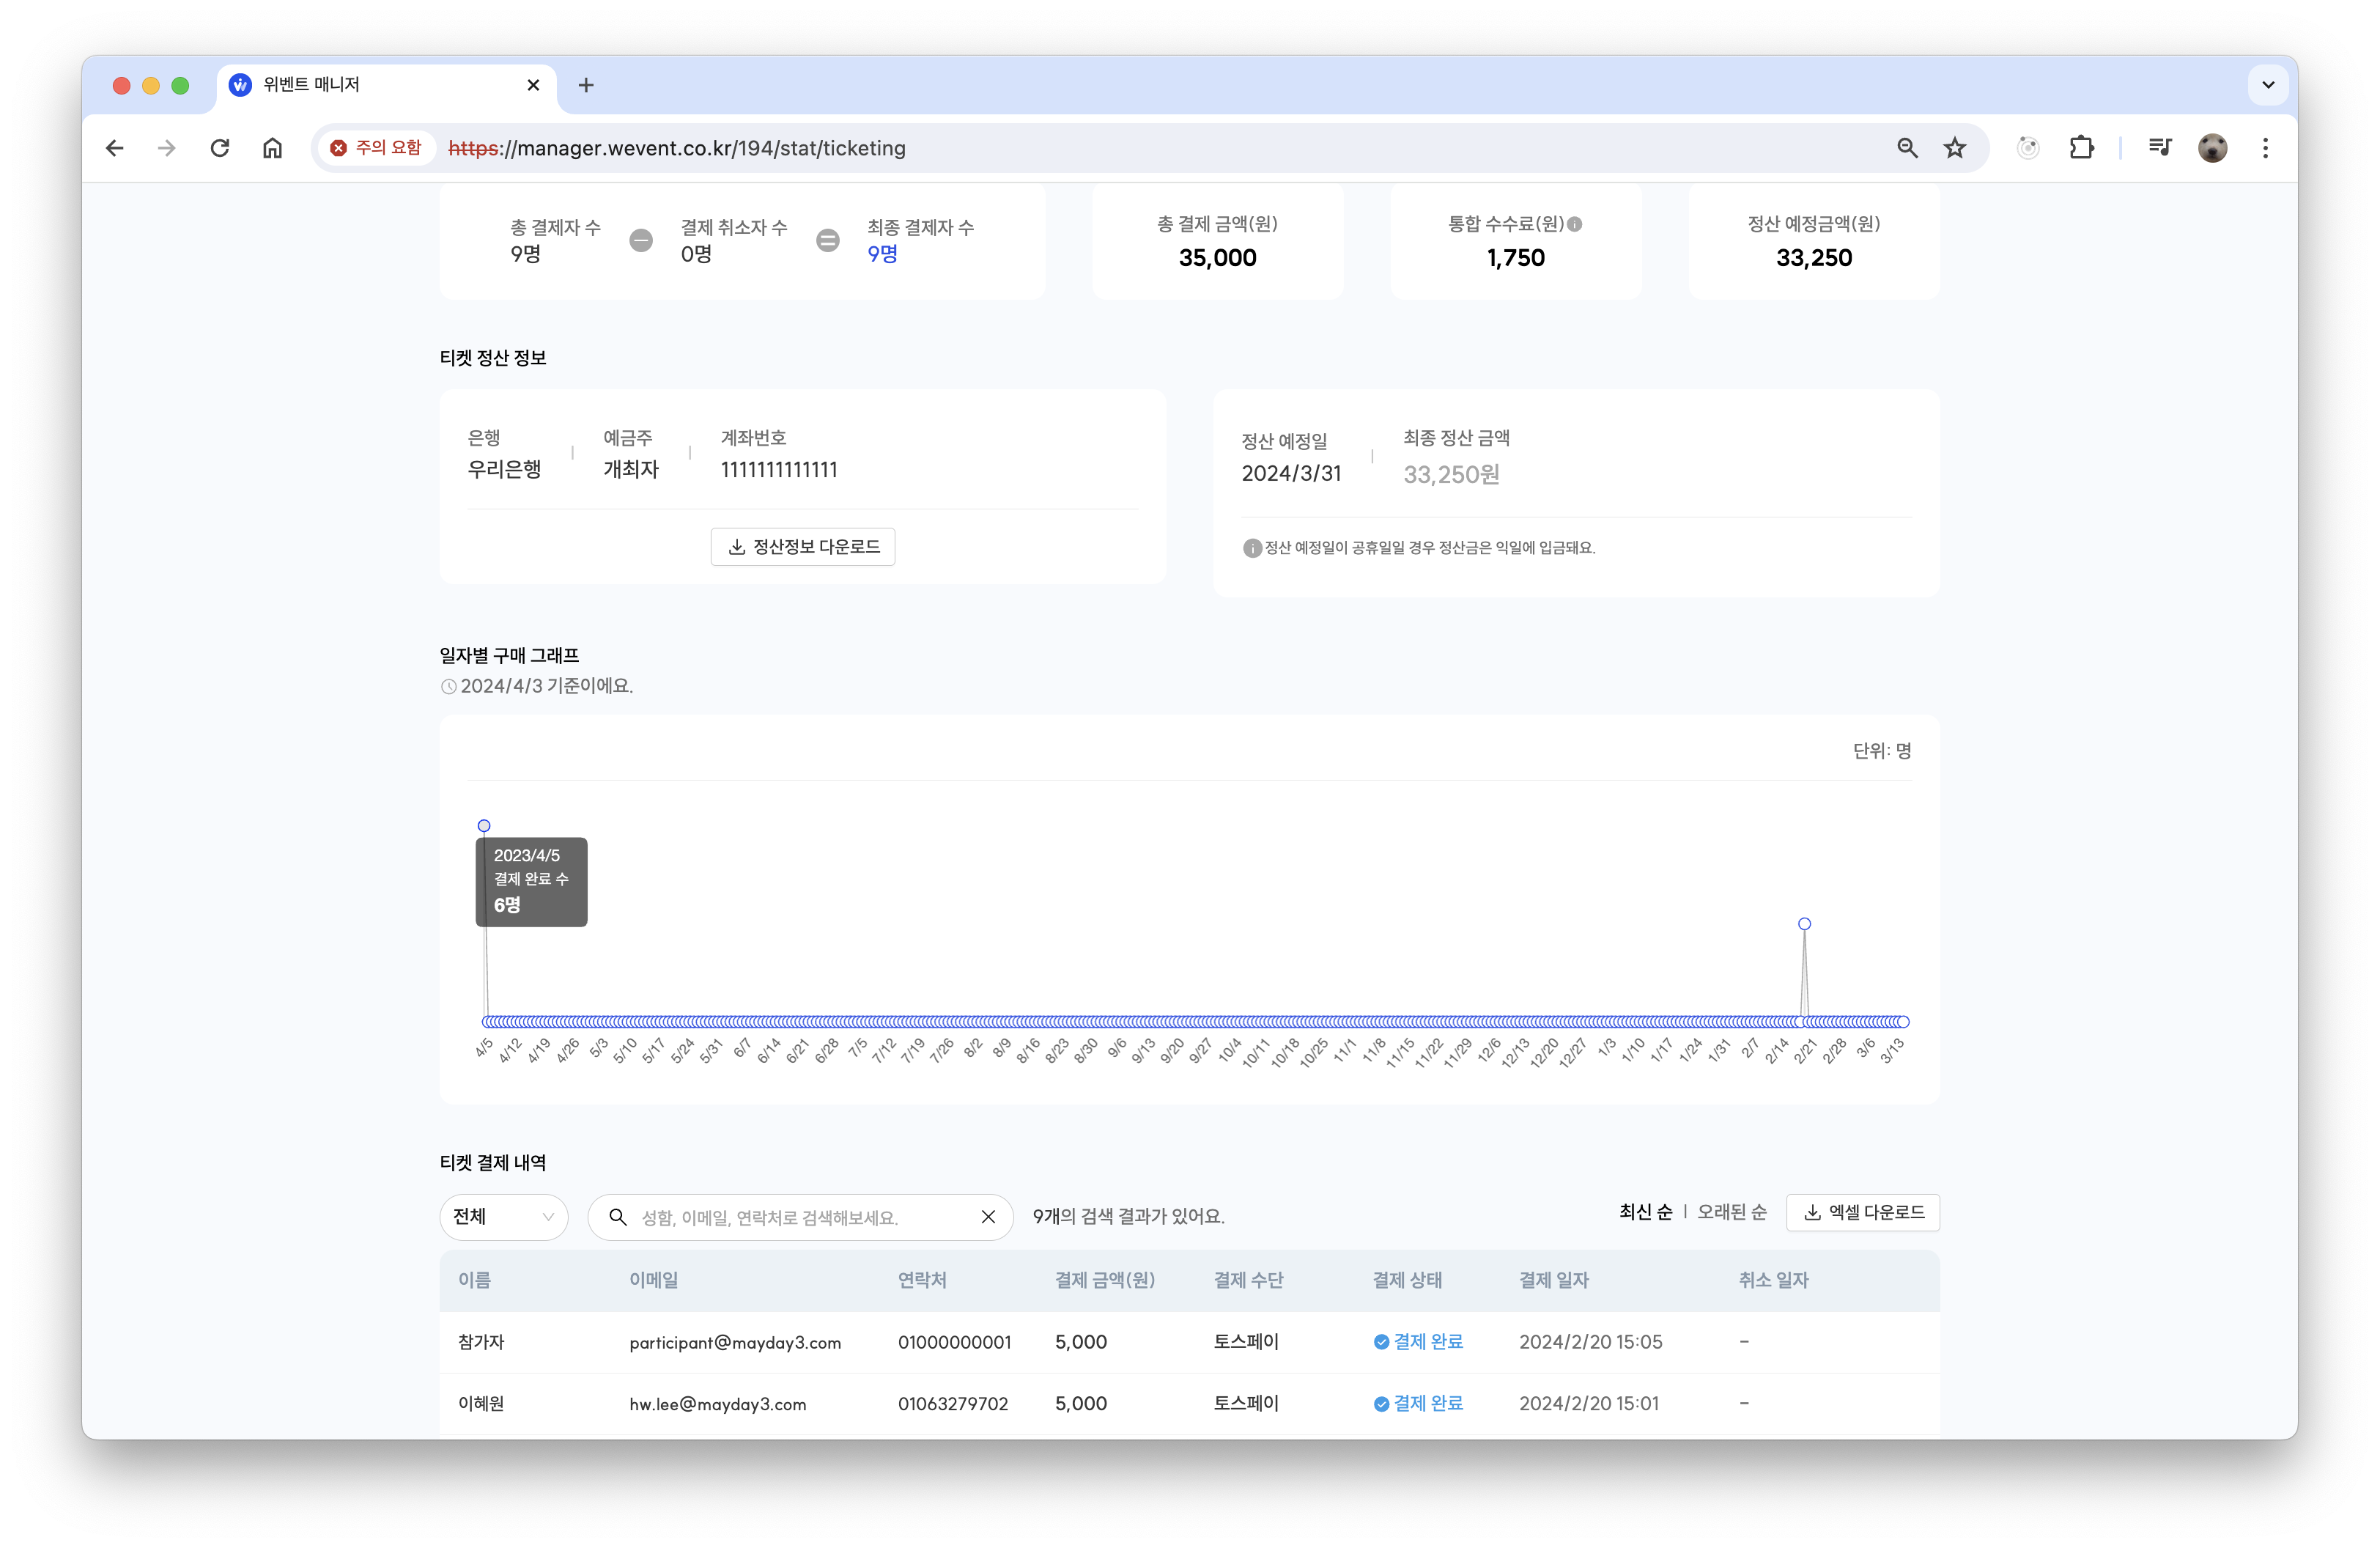 위벤트 매니저
주의 요함
https://manager.wevent.co.kr/194/stat/ticketing
총 결제자 수
9명
결제 취소자 수
0명
최종 결제자 수
9명
총 결제 금액(원)
35,000
통합 수수료(원)
1,750
정산 예정금액(원)
33,250
티켓 정산 정보
은행
우리은행
예금주
개최자
계좌번호
1111111111111
정산정보 다운로드
정산 예정일
2024/3/31
최종 정산 금액
33,250원
정산 예정일이 공휴일일 경우 정산금은 익일에 입금돼요.
일자별 구매 그래프
2024/4/3 기준이에요.
단위: 명
2023/4/5
결제 완료 수
6명
4/5 4/12 4/19 4/26 5/3 5/10 5/17 5/24 5/31 6/7 6/14 6/21 6/28 7/5 7/12 7/19 7/26 8/2 8/9 8/16 8/23 8/30 9/6 9/13 9/20 9/27 10/4 10/11 10/18 10/25 11/1 11/8 11/15 11/22 11/29 12/6 12/13 12/20 12/27 1/3 1/10 1/17 1/24 1/31 2/7 2/14 2/21 2/28 3/6 3/13
티켓 결제 내역
전체
성함, 이메일, 연락처로 검색해보세요.
9개의 검색 결과가 있어요.
최신 순 | 오래된 순
엑셀 다운로드
이름 이메일 연락처 결제 금액(원) 결제 수단 결제 상태 결제 일자 취소 일자
참가자 participant@mayday3.com 01000000001 5,000 토스페이 결제 완료 2024/2/20 15:05 -
이혜원 hw.lee@mayday3.com 01063279702 5,000 토스페이 결제 완료 2024/2/20 15:01 -